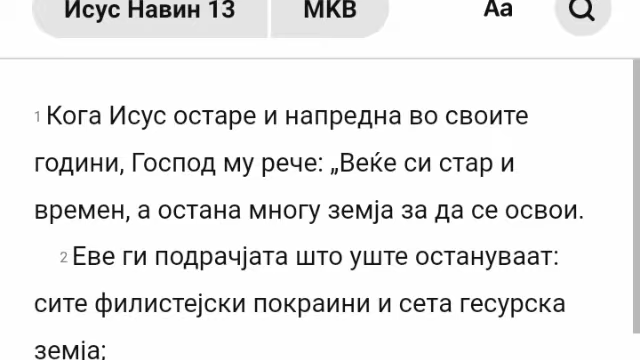 Исус Навин 13 МКВ Aa
1 Кога Исус остаре и напредна во своите
години, Господ му рече: „Веќе си стар и
времен, а остана многу земја за да се освои.
2 Еве ги подрачјата што уште остануваат:
сите филистејски покраини и сета гесурска
земја;